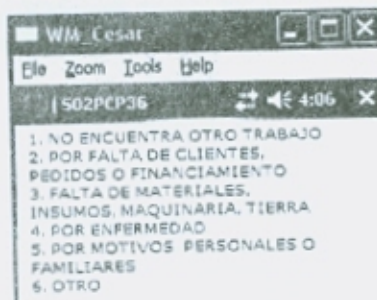 WM_Cesar
File Zoom Tools Help
S02PCP36 4:06
1. NO ENCUENTRA OTRO TRABAJO
2. POR FALTA DE CLIENTES,
PEDIDOS O FINANCIAMIENTO
3. FALTA DE MATERIALES,
INSUMOS, MAQUINARIA, TIERRA
4. POR ENFERMEDAD
5. POR MOTIVOS PERSONALES O
FAMILIARES
6. OTRO